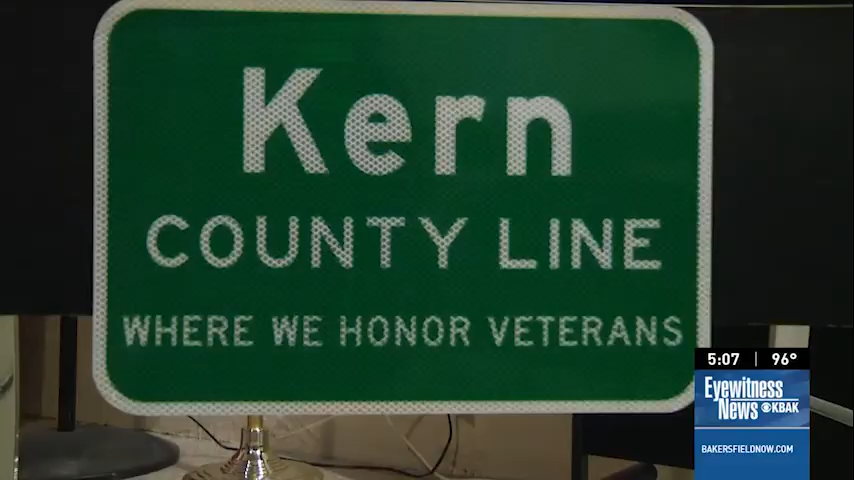 Kern
COUNTY LINE
WHERE WE HONOR VETERANS
5:07 | 96°
Eyewitness
News KBAK
BAKERSFIELDNOW.COM